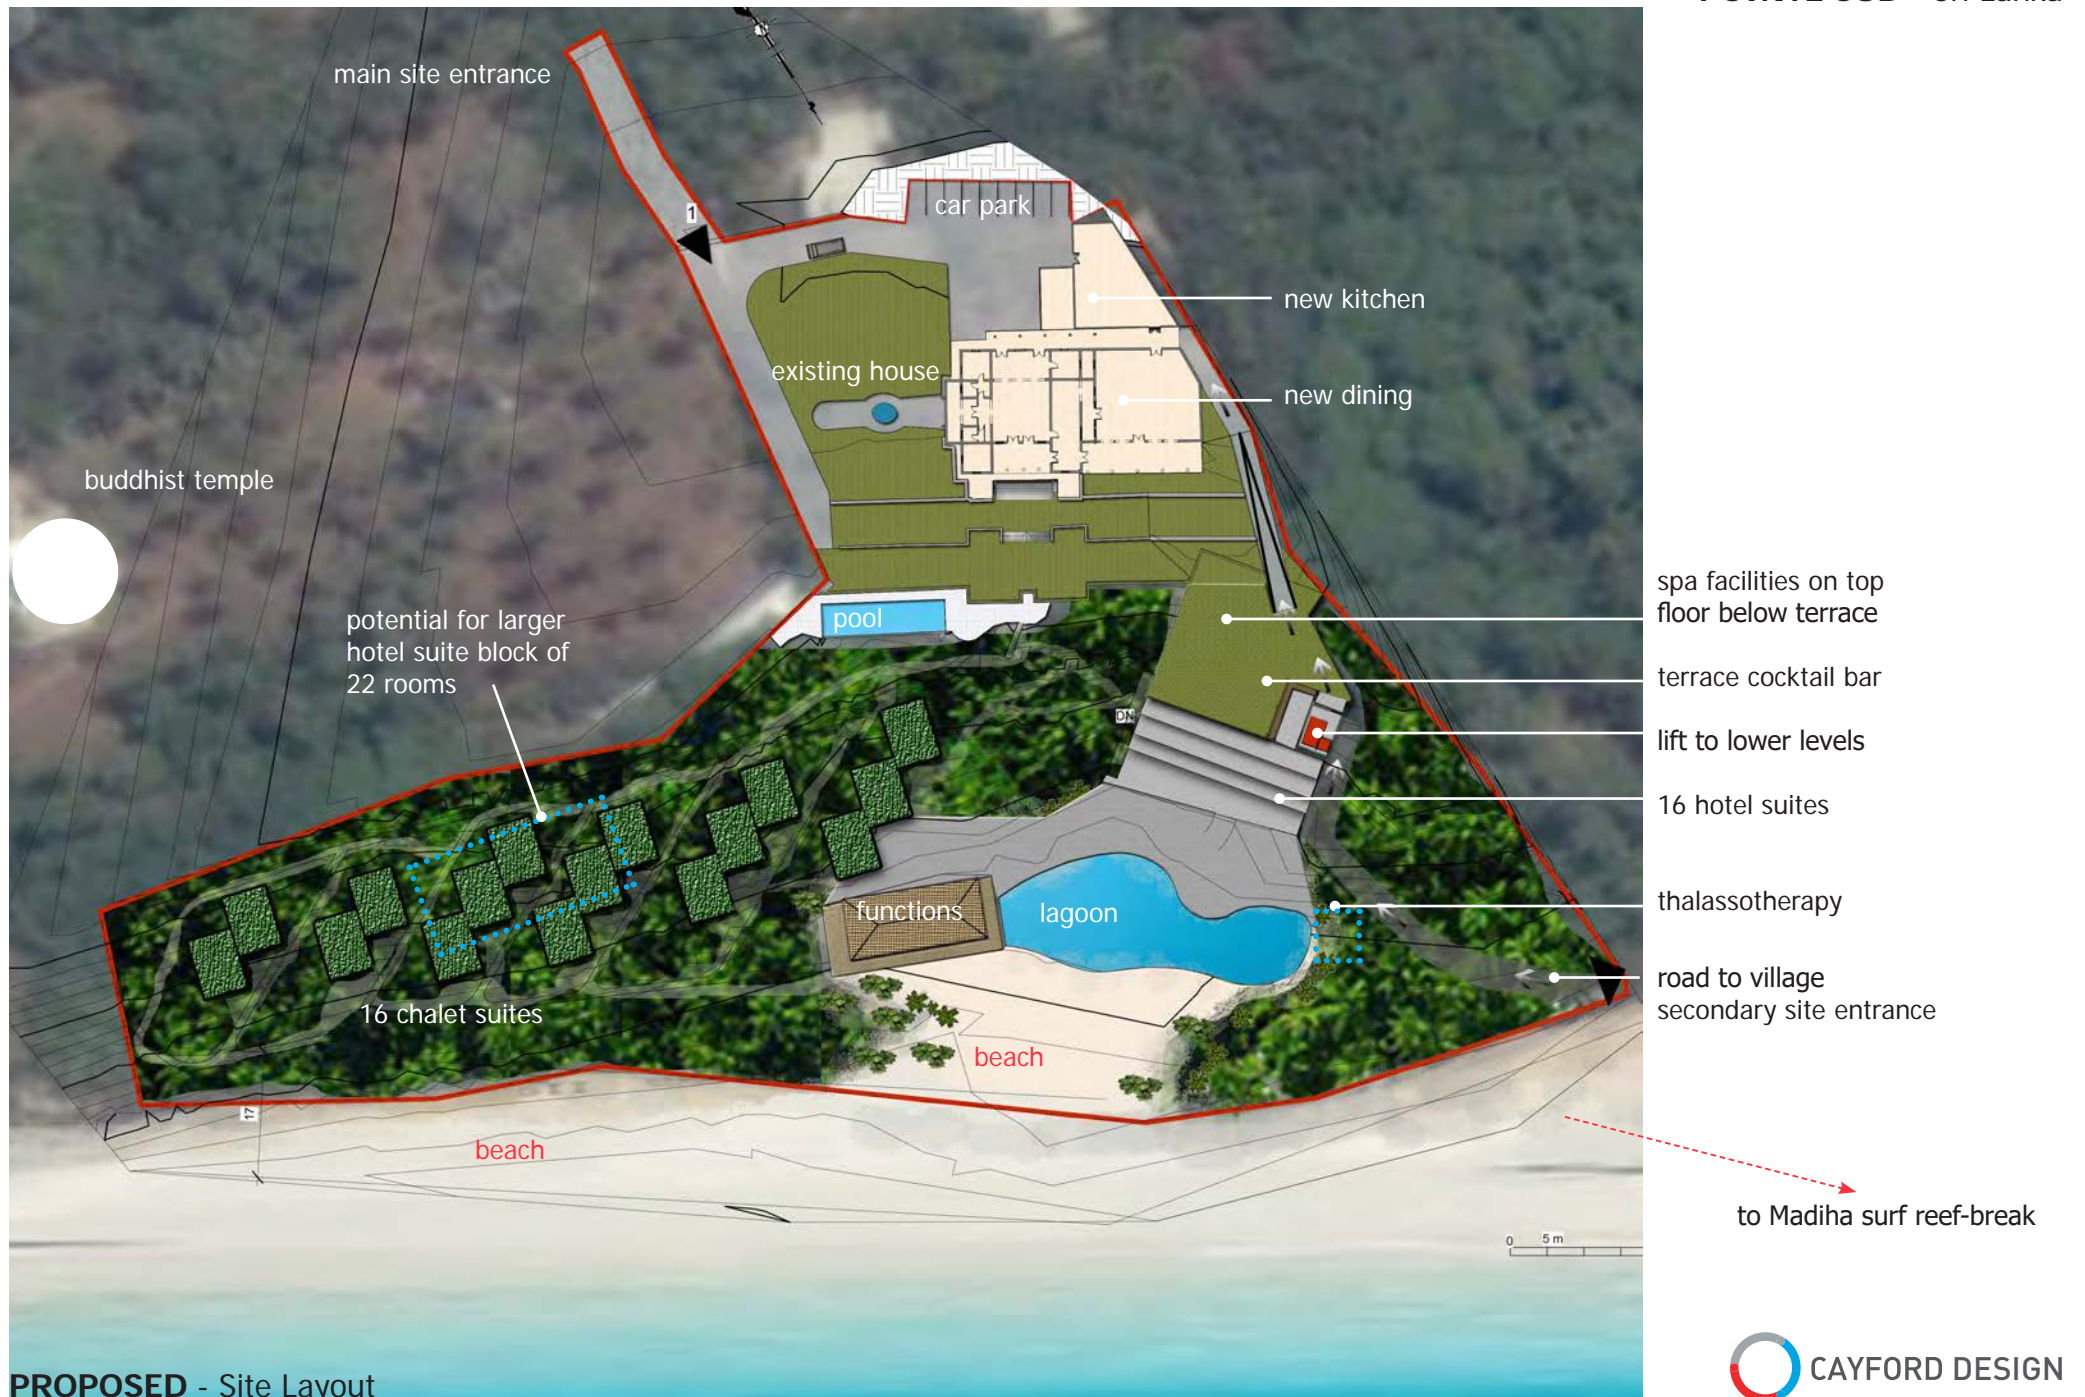 main site entrance
1
car park
new kitchen
existing house
new dining
buddhist temple
potential for larger
hotel suite block of
22 rooms
pool
spa facilities on top
floor below terrace
terrace cocktail bar
DN
lift to lower levels
16 hotel suites
functions
lagoon
thalassotherapy
road to village
secondary site entrance
16 chalet suites
beach
17
beach
to Madiha surf reef-break
0 5 m
PROPOSED - Site Layout
CAYFORD DESIGN